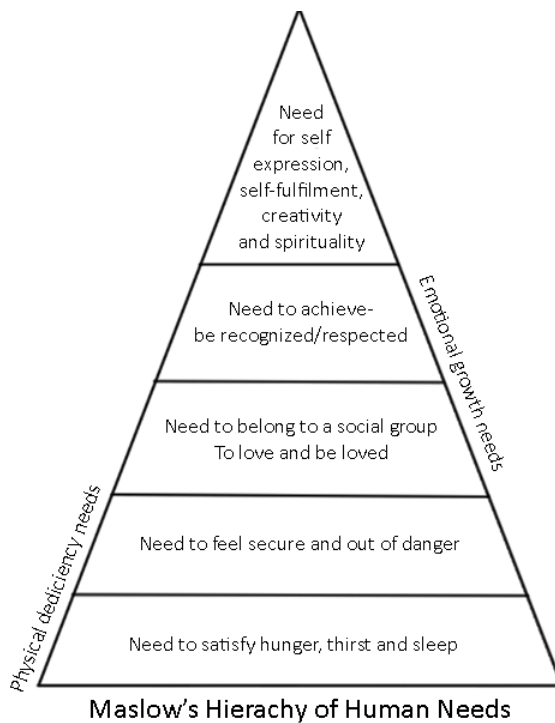 Need
for self
expression,
self-fulfilment,
creativity
and spirituality
Need to achieve-
be recognized/respected
Emotional growth needs
Need to belong to a social group
To love and be loved
Need to feel secure and out of danger
Physical dediciency needs
Need to satisfy hunger, thirst and sleep
Maslow's Hierachy of Human Needs